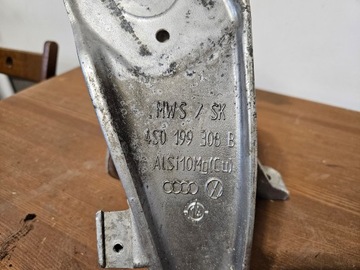 MWS / SK
4S0 199 308 B
AlSi10Mg(Cu)